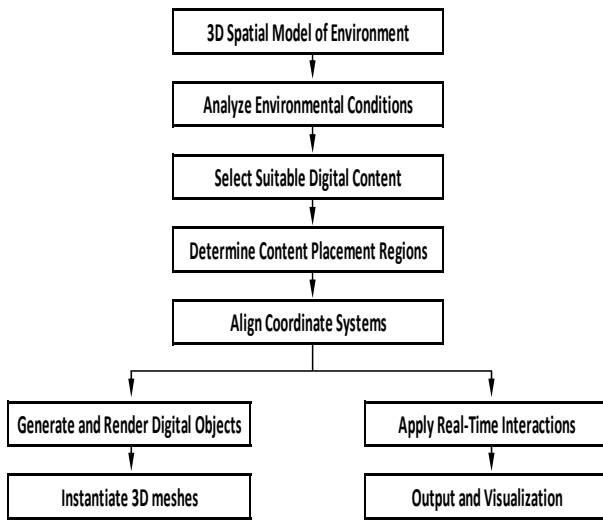 3D Spatial Model of Environment
Analyze Environmental Conditions
Select Suitable Digital Content
Determine Content Placement Regions
Align Coordinate Systems
Generate and Render Digital Objects
Apply Real-Time Interactions
Instantiate 3D meshes
Output and Visualization